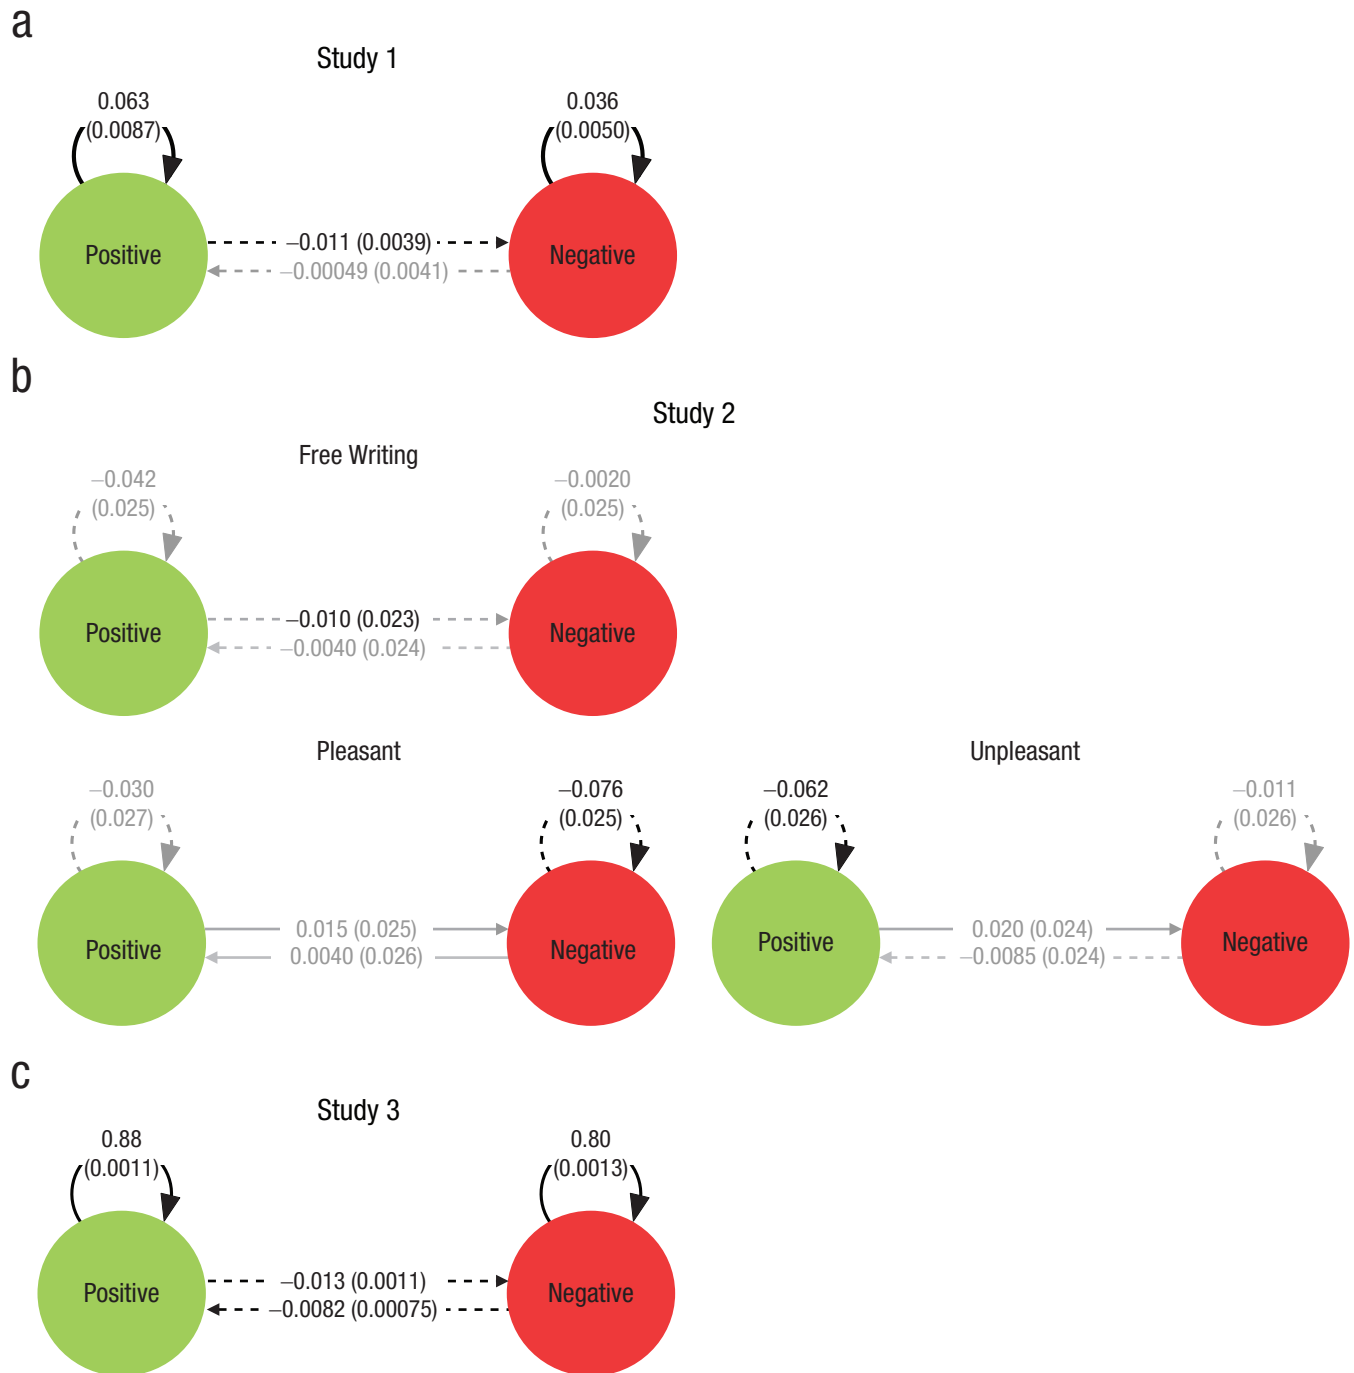 a
Study 1
0.063
(0.0087)
0.036
(0.0050)
Positive
−0.011 (0.0039)
−0.00049 (0.0041)
Negative
b
Study 2
Free Writing
−0.042
(0.025)
−0.0020
(0.025)
Positive
−0.010 (0.023)
−0.0040 (0.024)
Negative
Pleasant
−0.030
(0.027)
−0.076
(0.025)
Positive
0.015 (0.025)
0.0040 (0.026)
Negative
Unpleasant
−0.062
(0.026)
−0.011
(0.026)
Positive
0.020 (0.024)
−0.0085 (0.024)
Negative
c
Study 3
0.88
(0.0011)
0.80
(0.0013)
Positive
−0.013 (0.0011)
−0.0082 (0.00075)
Negative